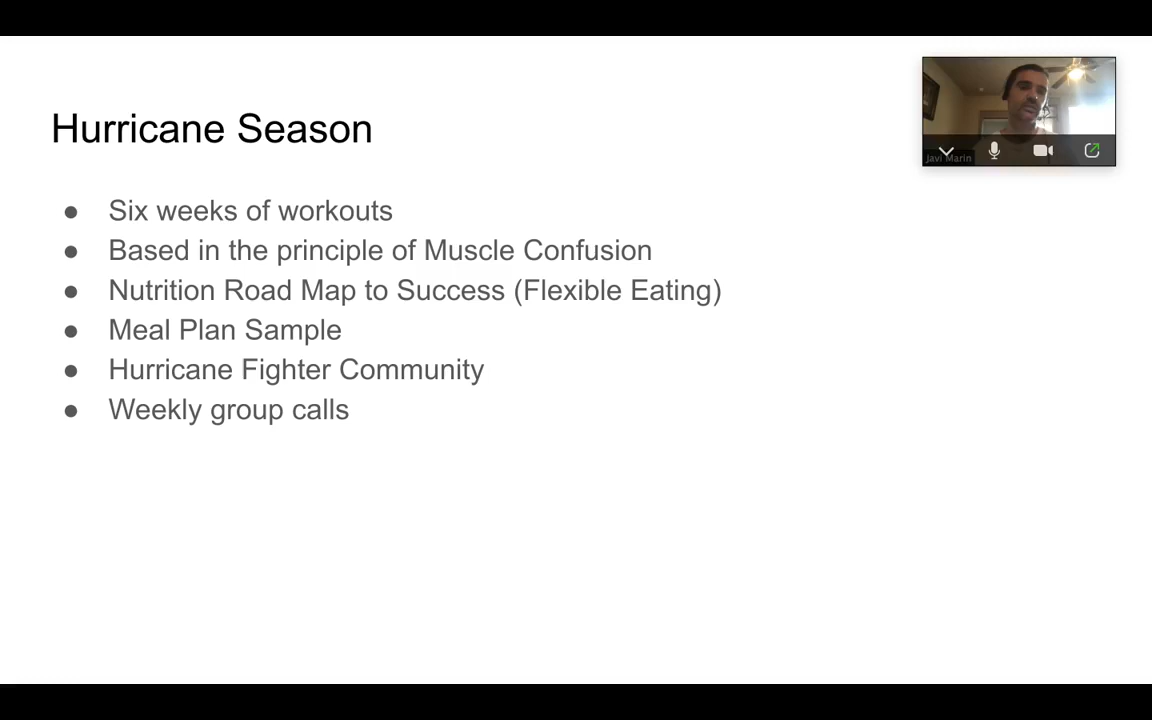 Hurricane Season
Javi Marin
● Six weeks of workouts
● Based in the principle of Muscle Confusion
● Nutrition Road Map to Success (Flexible Eating)
● Meal Plan Sample
● Hurricane Fighter Community
● Weekly group calls